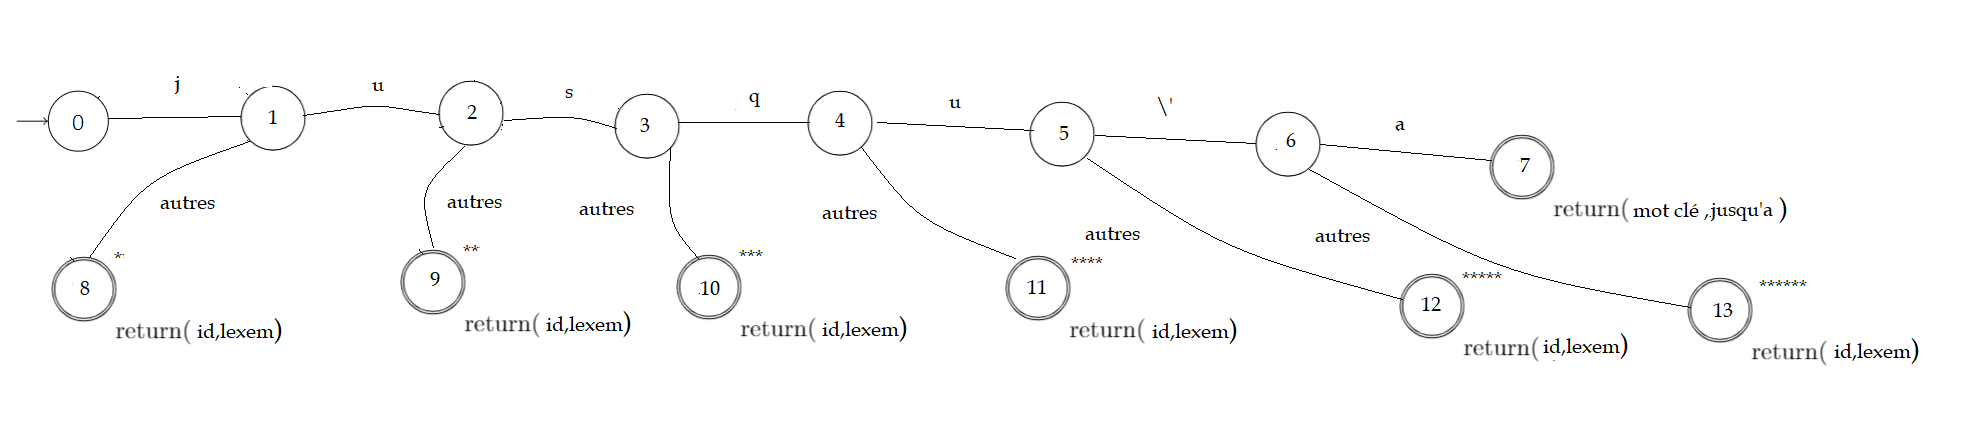 j u s q u \' a
0 1 2 3 4 5 6 7
autres autres autres autres autres autres
return( mot clé ,jusqu'a )
8 * 9 ** 10 *** 11 **** 12 ***** 13 ******
return( id,lexem) return( id,lexem) return( id,lexem) return( id,lexem) return( id,lexem) return( id,lexem)